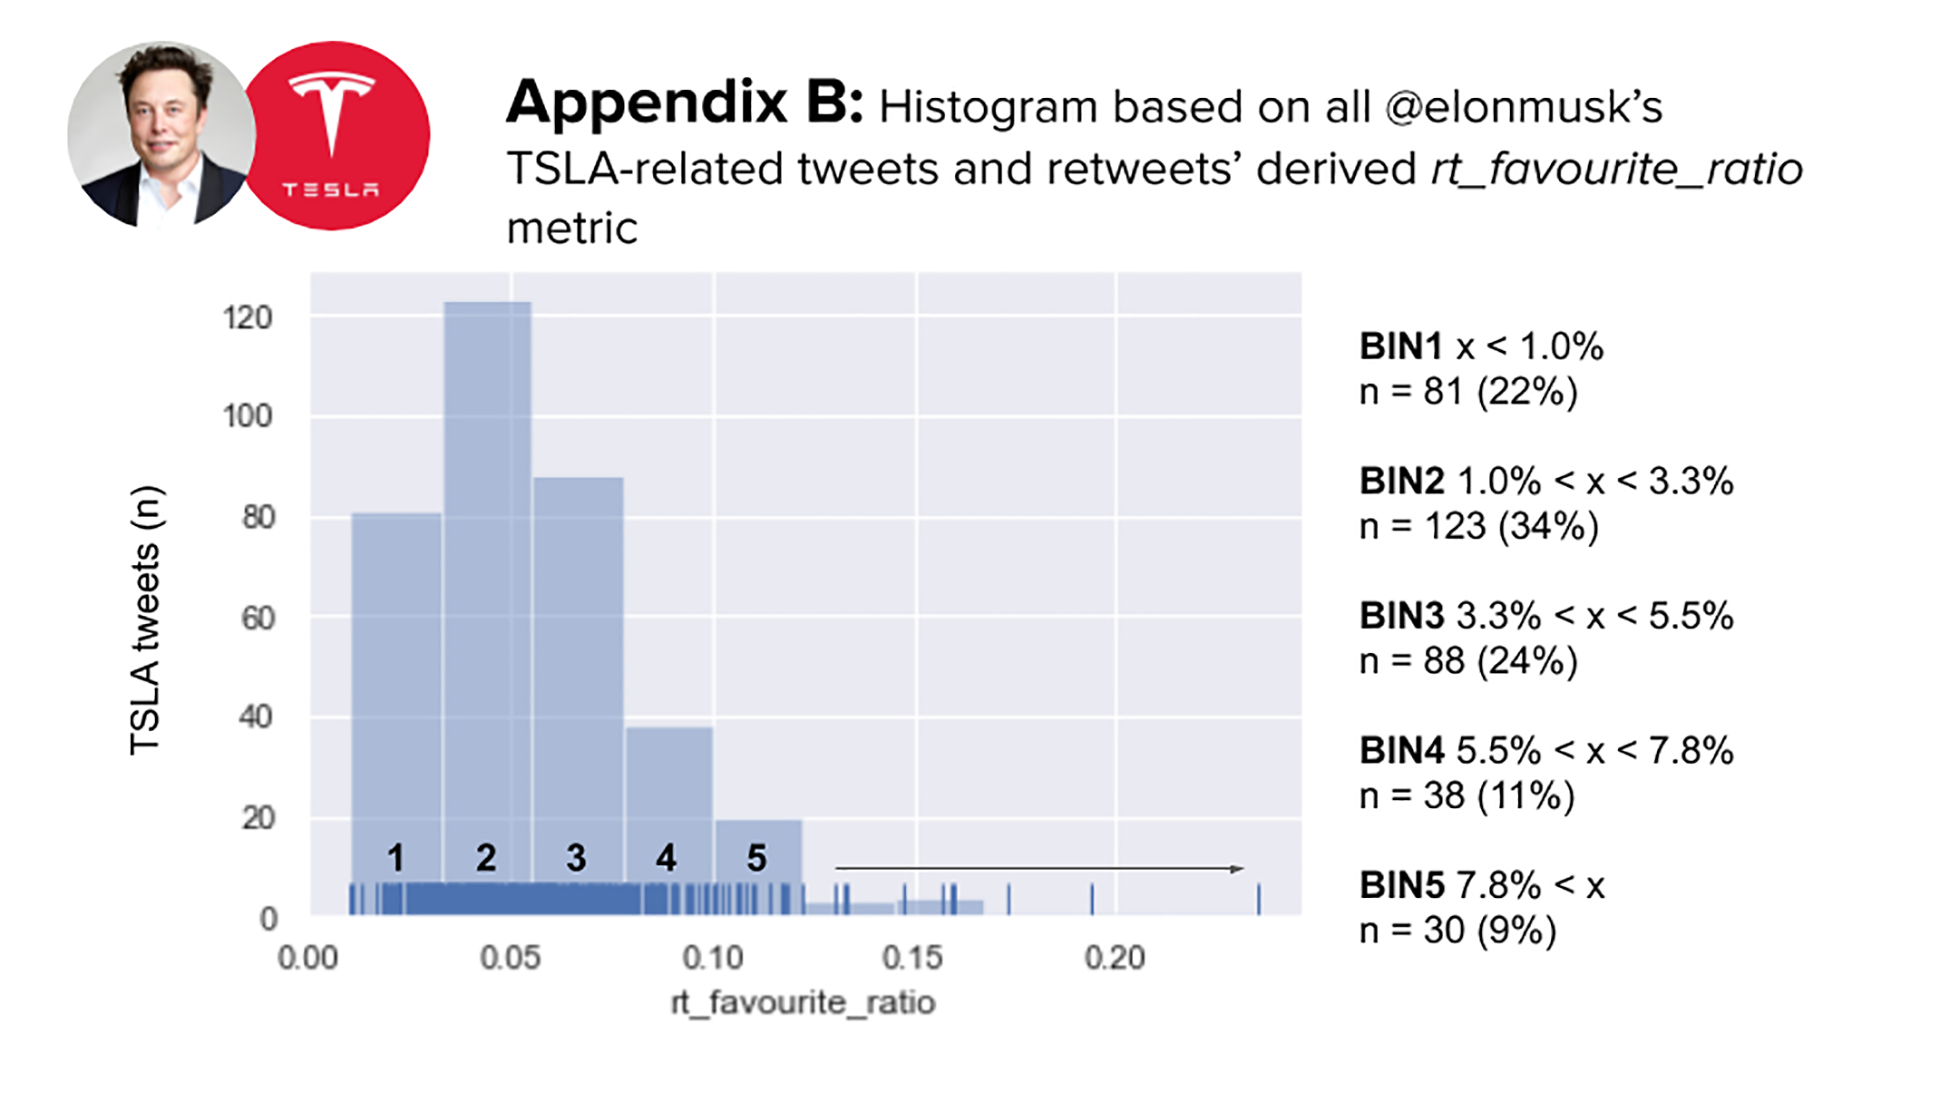 TESLA
Appendix B: Histogram based on all @elonmusk’s
TSLA-related tweets and retweets’ derived rt_favourite_ratio
metric
TSLA tweets (n)
120
100
80
60
40
20
0
1 2 3 4 5
0.00 0.05 0.10 0.15 0.20
rt_favourite_ratio
BIN1 x < 1.0%
n = 81 (22%)
BIN2 1.0% < x < 3.3%
n = 123 (34%)
BIN3 3.3% < x < 5.5%
n = 88 (24%)
BIN4 5.5% < x < 7.8%
n = 38 (11%)
BIN5 7.8% < x
n = 30 (9%)